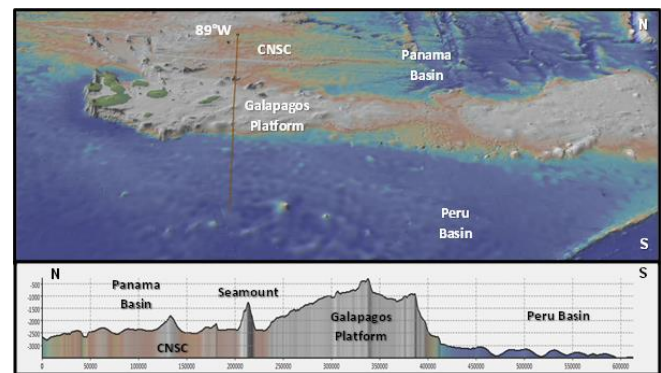 N
89°W
CNSC
Panama
Basin
Galapagos
Platform
Peru
Basin
S
N
S
Panama
Basin
Seamount
Galapagos
Platform
Peru Basin
CNSC
-500
-1000
-1500
-2000
-2500
-3000
0 50000 100000 150000 200000 250000 300000 350000 400000 450000 500000 550000 600000